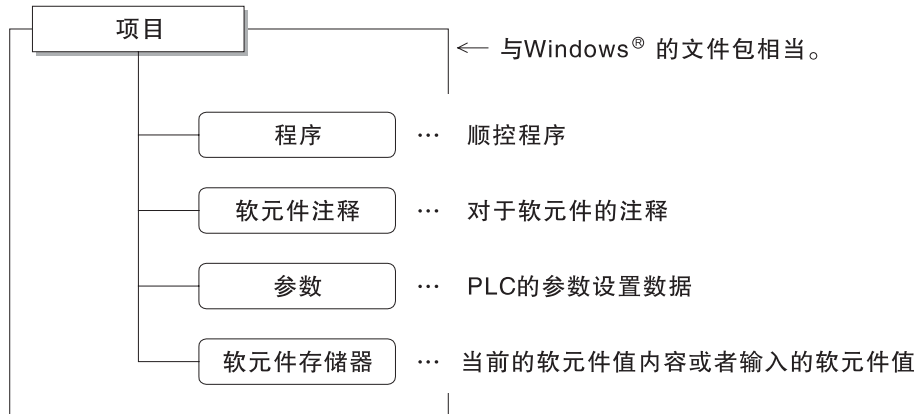 项目
← 与Windows® 的文件包相当。
程序 … 顺控程序
软元件注释 … 对于软元件的注释
参数 … PLC的参数设置数据
软元件存储器 … 当前的软元件值内容或者输入的软元件值